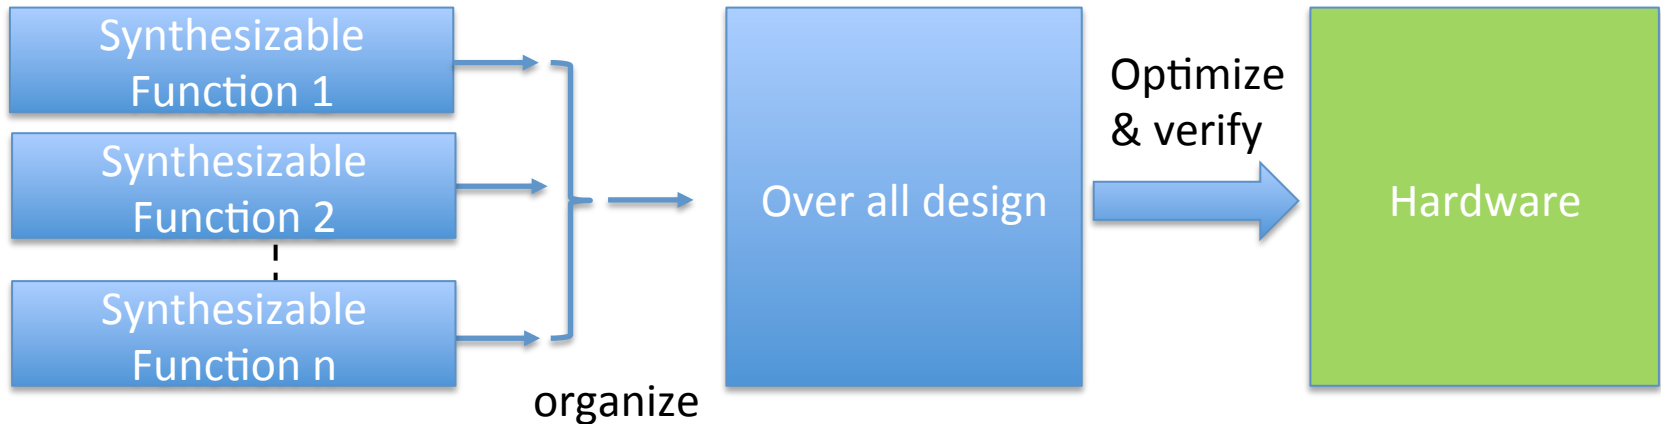 Synthesizable
Function 1
Synthesizable
Function 2
Synthesizable
Function n
organize
Over all design
Optimize
& verify
Hardware